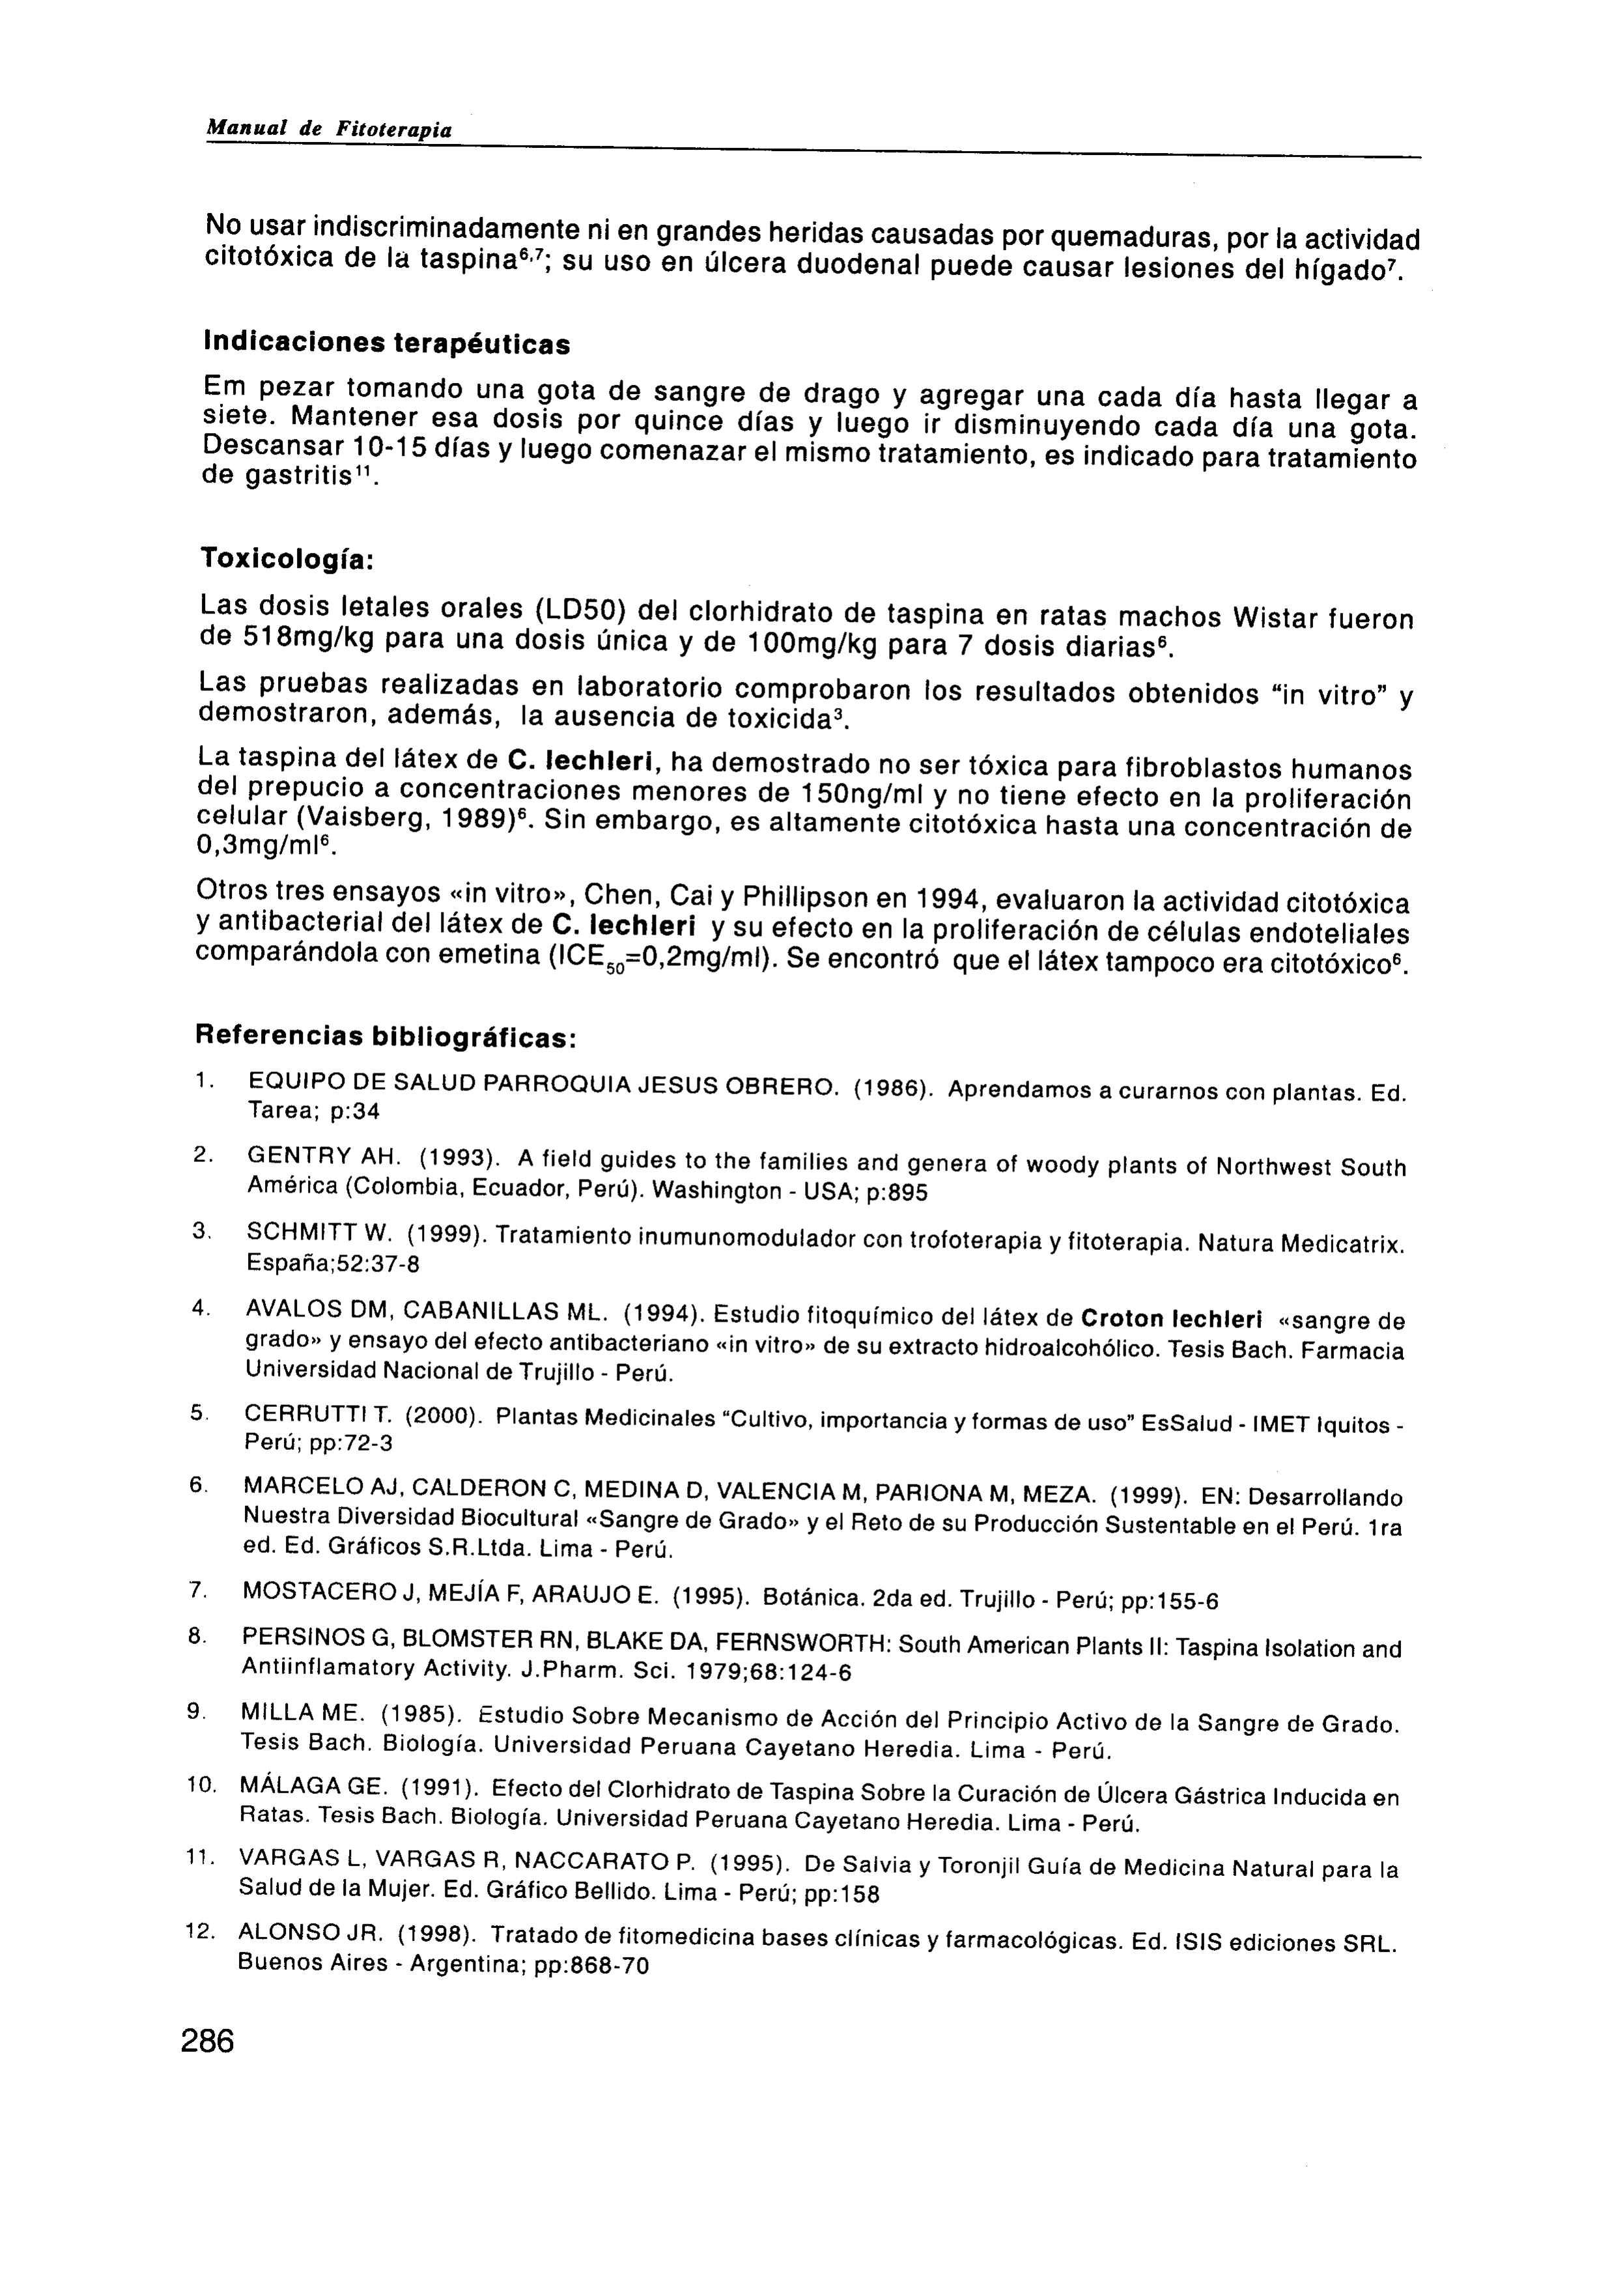 Manual de Fitoterapia
No usar indiscriminadamente ni en grandes heridas causadas por quemaduras, por la actividad
citotóxica de la taspina⁶,⁷; su uso en úlcera duodenal puede causar lesiones del hígado⁷.
Indicaciones terapéuticas
Em pezar tomando una gota de sangre de drago y agregar una cada día hasta llegar a
siete. Mantener esa dosis por quince días y luego ir disminuyendo cada día una gota.
Descansar 10-15 días y luego comenazar el mismo tratamiento, es indicado para tratamiento
de gastritis¹¹.
Toxicología:
Las dosis letales orales (LD50) del clorhidrato de taspina en ratas machos Wistar fueron
de 518mg/kg para una dosis única y de 100mg/kg para 7 dosis diarias⁶.
Las pruebas realizadas en laboratorio comprobaron los resultados obtenidos “in vitro” y
demostraron, además, la ausencia de toxicida³.
La taspina del látex de C. lechleri, ha demostrado no ser tóxica para fibroblastos humanos
del prepucio a concentraciones menores de 150ng/ml y no tiene efecto en la proliferación
celular (Vaisberg, 1989)⁶. Sin embargo, es altamente citotóxica hasta una concentración de
0,3mg/ml⁶.
Otros tres ensayos «in vitro», Chen, Cai y Phillipson en 1994, evaluaron la actividad citotóxica
y antibacterial del látex de C. lechleri y su efecto en la proliferación de células endoteliales
comparándola con emetina (ICE₅₀=0,2mg/ml). Se encontró que el látex tampoco era citotóxico⁶.
Referencias bibliográficas:
1. EQUIPO DE SALUD PARROQUIA JESUS OBRERO. (1986). Aprendamos a curarnos con plantas. Ed.
Tarea; p:34
2. GENTRY AH. (1993). A field guides to the families and genera of woody plants of Northwest South
América (Colombia, Ecuador, Perú). Washington - USA; p:895
3. SCHMITT W. (1999). Tratamiento inumunomodulador con trofoterapia y fitoterapia. Natura Medicatrix.
España;52:37-8
4. AVALOS DM, CABANILLAS ML. (1994). Estudio fitoquímico del látex de Croton lechleri «sangre de
grado» y ensayo del efecto antibacteriano «in vitro» de su extracto hidroalcohólico. Tesis Bach. Farmacia
Universidad Nacional de Trujillo - Perú.
5. CERRUTTI T. (2000). Plantas Medicinales “Cultivo, importancia y formas de uso” EsSalud - IMET Iquitos -
Perú; pp:72-3
6. MARCELO AJ, CALDERON C, MEDINA D, VALENCIA M, PARIONA M, MEZA. (1999). EN: Desarrollando
Nuestra Diversidad Biocultural «Sangre de Grado» y el Reto de su Producción Sustentable en el Perú. 1ra
ed. Ed. Gráficos S.R.Ltda. Lima - Perú.
7. MOSTACERO J, MEJÍA F, ARAUJO E. (1995). Botánica. 2da ed. Trujillo - Perú; pp:155-6
8. PERSINOS G, BLOMSTER RN, BLAKE DA, FERNSWORTH: South American Plants II: Taspina Isolation and
Antiinflamatory Activity. J.Pharm. Sci. 1979;68:124-6
9. MILLA ME. (1985). Estudio Sobre Mecanismo de Acción del Principio Activo de la Sangre de Grado.
Tesis Bach. Biología. Universidad Peruana Cayetano Heredia. Lima - Perú.
10. MÁLAGA GE. (1991). Efecto del Clorhidrato de Taspina Sobre la Curación de Úlcera Gástrica Inducida en
Ratas. Tesis Bach. Biología. Universidad Peruana Cayetano Heredia. Lima - Perú.
11. VARGAS L, VARGAS R, NACCARATO P. (1995). De Salvia y Toronjil Guía de Medicina Natural para la
Salud de la Mujer. Ed. Gráfico Bellido. Lima - Perú; pp:158
12. ALONSO JR. (1998). Tratado de fitomedicina bases clínicas y farmacológicas. Ed. ISIS ediciones SRL.
Buenos Aires - Argentina; pp:868-70
286